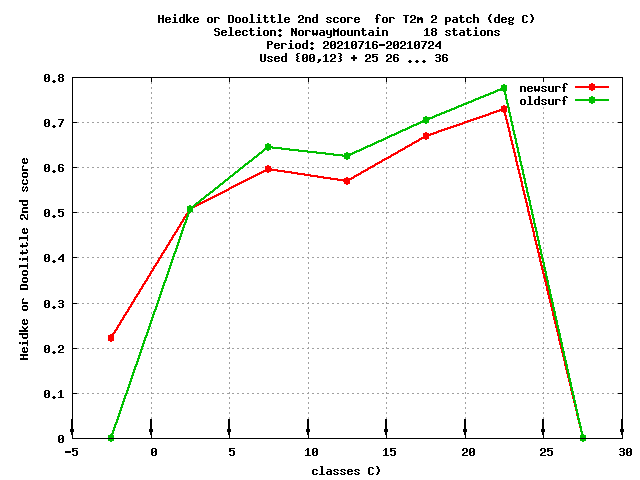 Heidke or Doolittle 2nd score  for T2m 2 patch (deg C)
Selection: NorwayMountain     18 stations
Period: 20210716-20210724
Used {00,12} + 25 26 ... 36
newsurf
oldsurf
0.8
0.7
0.6
0.5
0.4
0.3
0.2
0.1
0
Heidke or Doolittle 2nd score
-5 0 5 10 15 20 25 30
classes C)